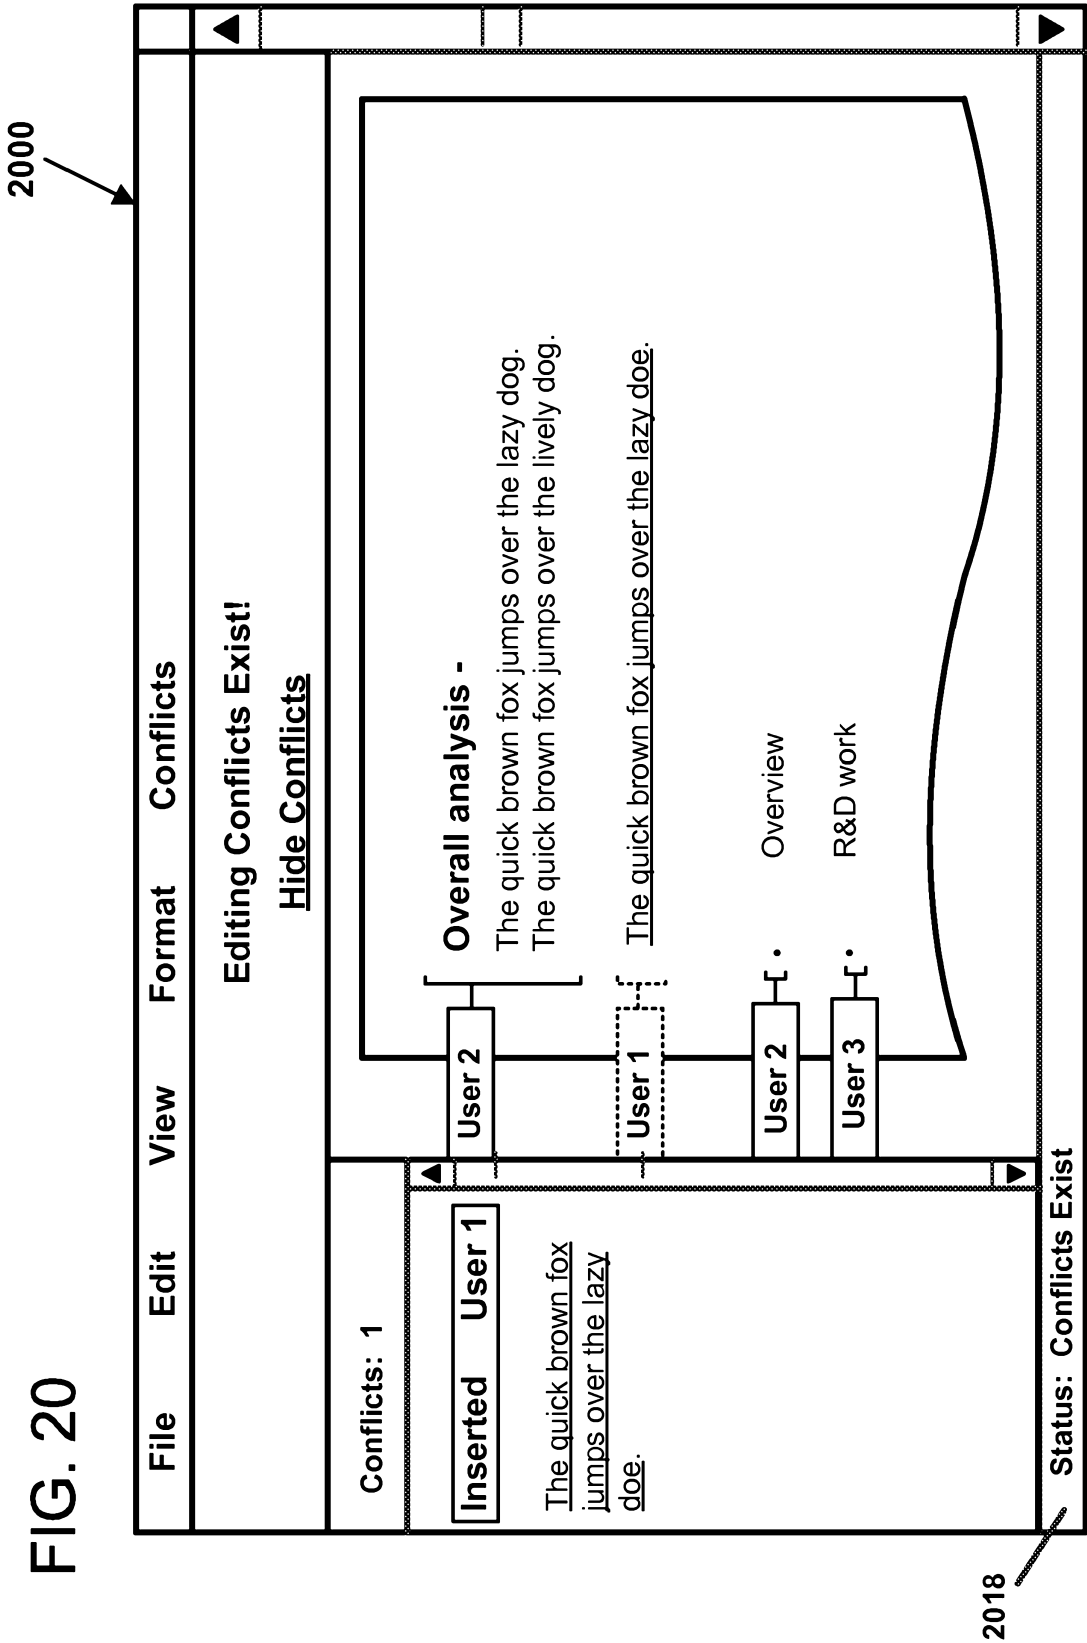 FIG. 20
2000
File Edit View Format Conflicts
Editing Conflicts Exist!
Hide Conflicts
Conflicts: 1
Inserted User 1
The quick brown fox
jumps over the lazy
doe.
User 2
Overall analysis -
The quick brown fox jumps over the lazy dog.
The quick brown fox jumps over the lively dog.
User 1
The quick brown fox jumps over the lazy doe.
User 2
• Overview
User 3
• R&D work
Status: Conflicts Exist
2018